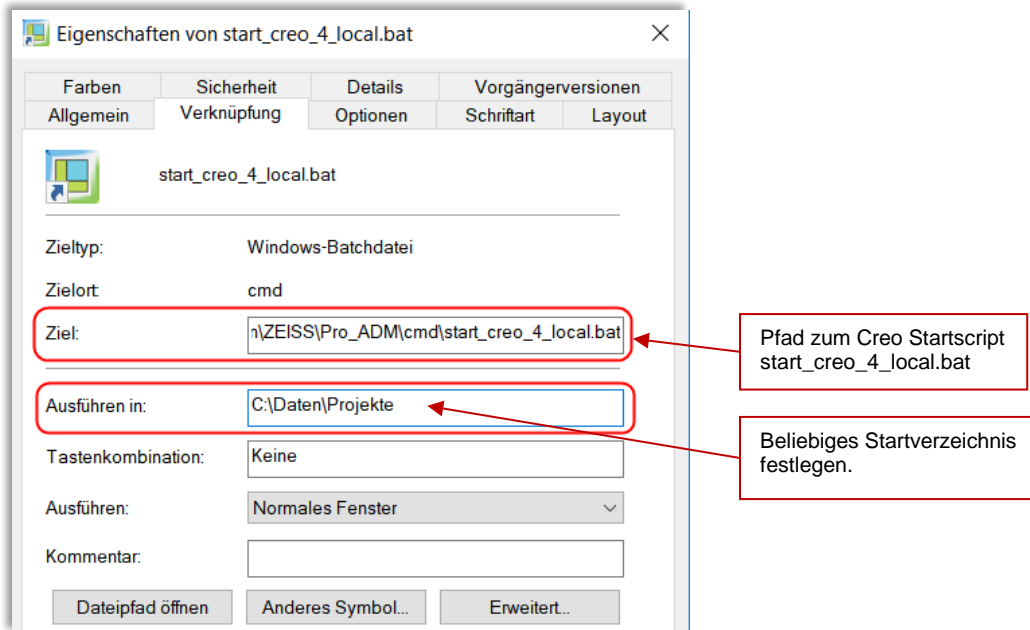 Eigenschaften von start_creo_4_local.bat
Farben Sicherheit Details Vorgängerversionen
Allgemein Verknüpfung Optionen Schriftart Layout
start_creo_4_local.bat
Zieltyp: Windows-Batchdatei
Zielort: cmd
Ziel: \ZEISS\Pro_ADM\cmd\start_creo_4_local.bat
Pfad zum Creo Startscript
start_creo_4_local.bat
Ausführen in: C:\Daten\Projekte
Beliebiges Startverzeichnis
festlegen.
Tastenkombination: Keine
Ausführen: Normales Fenster
Kommentar:
Dateipfad öffnen Anderes Symbol... Erweitert...